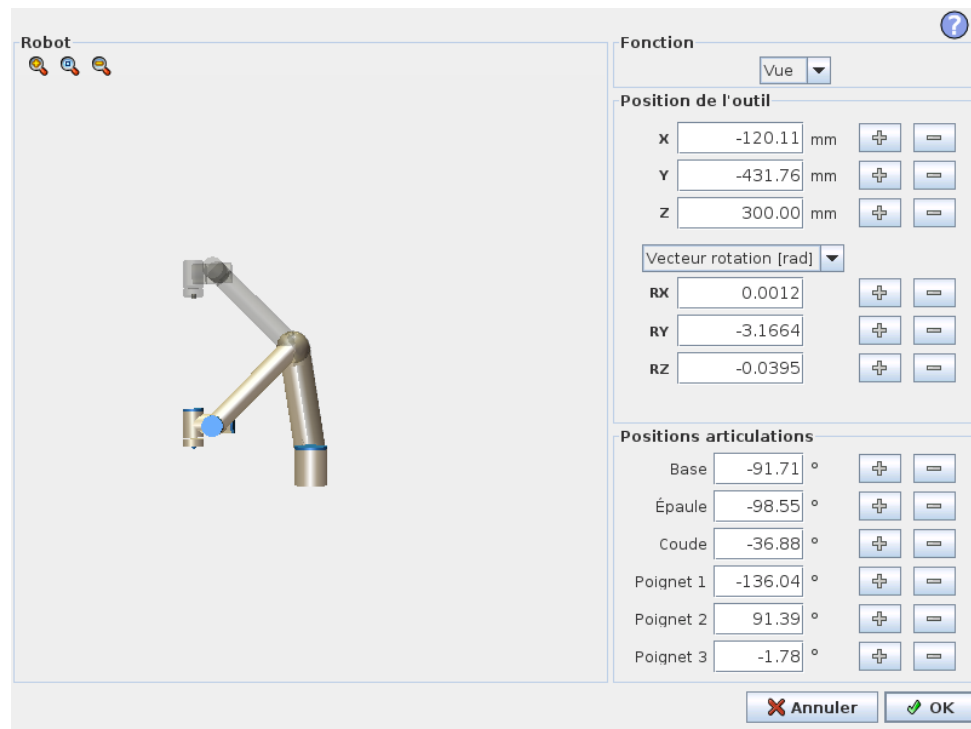 Robot
Fonction
Vue
Position de l'outil
X -120.11 mm
Y -431.76 mm
Z 300.00 mm
Vecteur rotation [rad]
RX 0.0012
RY -3.1664
RZ -0.0395
Positions articulations
Base -91.71 °
Épaule -98.55 °
Coude -36.88 °
Poignet 1 -136.04 °
Poignet 2 91.39 °
Poignet 3 -1.78 °
Annuler OK